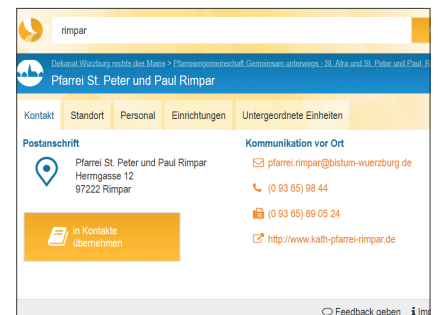 rimpar
Dekanat Würzburg rechts des Mains > Pfarreiengemeinschaft Gemeinsam unterwegs - St. Afra und St. Peter und Paul, R
Pfarrei St. Peter und Paul Rimpar
Kontakt Standort Personal Einrichtungen Untergeordnete Einheiten
Postanschrift
Pfarrei St. Peter und Paul Rimpar
Herrngasse 12
97222 Rimpar
in Kontakte
übernehmen
Kommunikation vor Ort
pfarrei.rimpar@bistum-wuerzburg.de
(0 93 65) 98 44
(0 93 65) 89 05 24
http://www.kath-pfarrei-rimpar.de
Feedback geben Imp